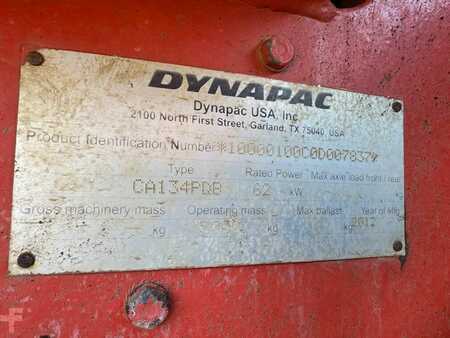 DYNAPAC
Dynapac USA, Inc
2100 North First Street, Garland, TX 75040, USA
Product Identification Number *10000100C0D007837*
Type Rated Power Max axle load front / rear
CA134PDB 62 kW
Gross machinery mass Operating mass Max ballast Year of Mfg
kg kg kg 2012